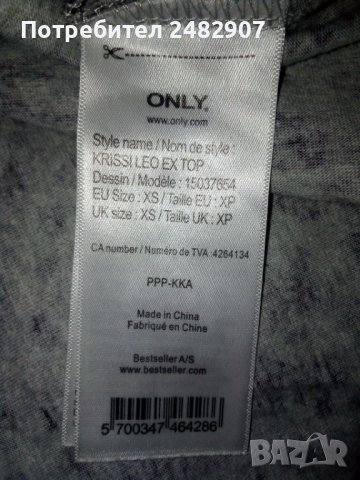 Потребител 2482907
ONLY.
www.only.com
Style name / Nom de style :
KRISSI LEO EX TOP
Dessin / Modèle : 15037654
EU Size : XS / Taille EU : XP
UK size : XS / Taille UK : XP
CA number / Numéro de TVA :4264134
PPP-KKA
Made in China
Fabriqué en Chine
Bestseller A/S
www.bestseller.com
5 700347 464286
BAZAR